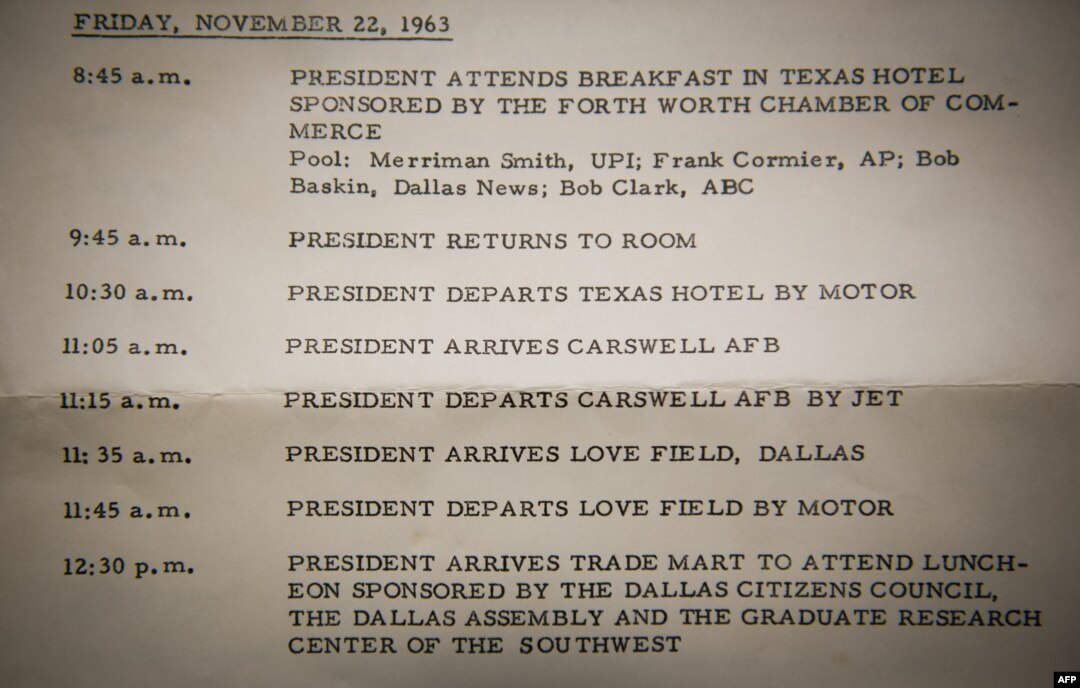 FRIDAY, NOVEMBER 22, 1963
8:45 a.m. PRESIDENT ATTENDS BREAKFAST IN TEXAS HOTEL
SPONSORED BY THE FORTH WORTH CHAMBER OF COM-
MERCE
Pool: Merriman Smith, UPI; Frank Cormier, AP; Bob
Baskin, Dallas News; Bob Clark, ABC
9:45 a.m. PRESIDENT RETURNS TO ROOM
10:30 a.m. PRESIDENT DEPARTS TEXAS HOTEL BY MOTOR
11:05 a.m. PRESIDENT ARRIVES CARSWELL AFB
11:15 a.m. PRESIDENT DEPARTS CARSWELL AFB BY JET
11:35 a.m. PRESIDENT ARRIVES LOVE FIELD, DALLAS
11:45 a.m. PRESIDENT DEPARTS LOVE FIELD BY MOTOR
12:30 p.m. PRESIDENT ARRIVES TRADE MART TO ATTEND LUNCH-
EON SPONSORED BY THE DALLAS CITIZENS COUNCIL,
THE DALLAS ASSEMBLY AND THE GRADUATE RESEARCH
CENTER OF THE SOUTHWEST
AFP